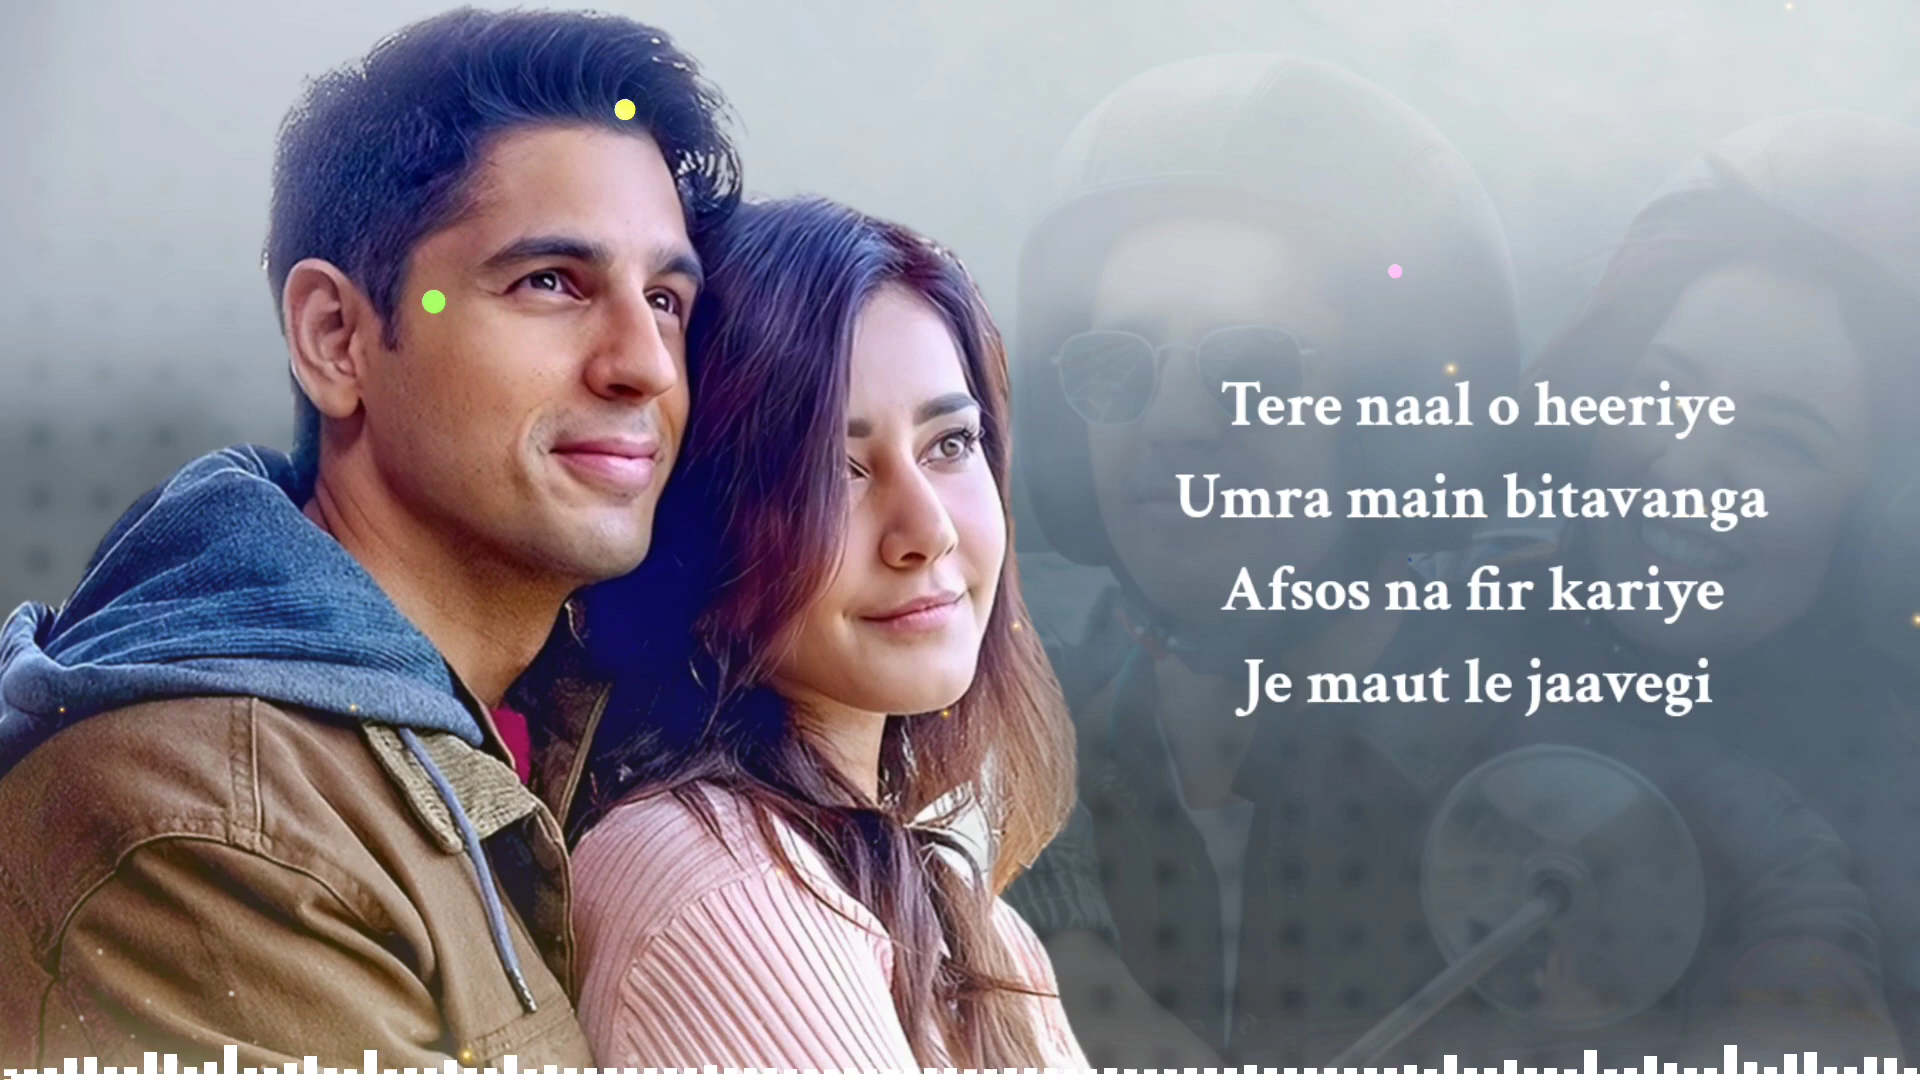 Tere naal o heeriye
Umra main bitavanga
Afsos na fir kariye
Je maut le jaavegi